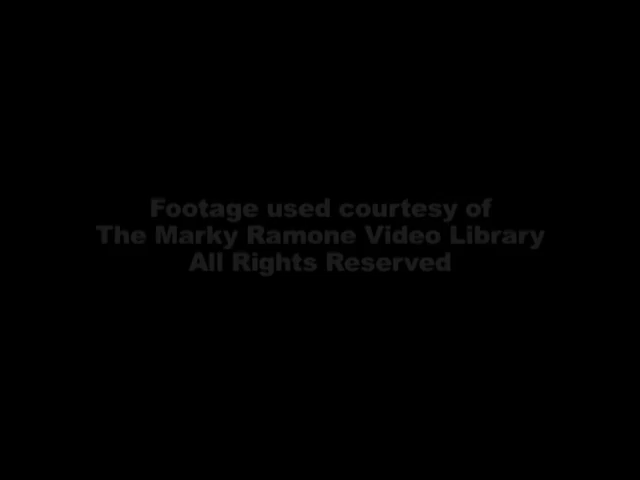 Footage used courtesy of
The Marky Ramone Video Library
All Rights Reserved